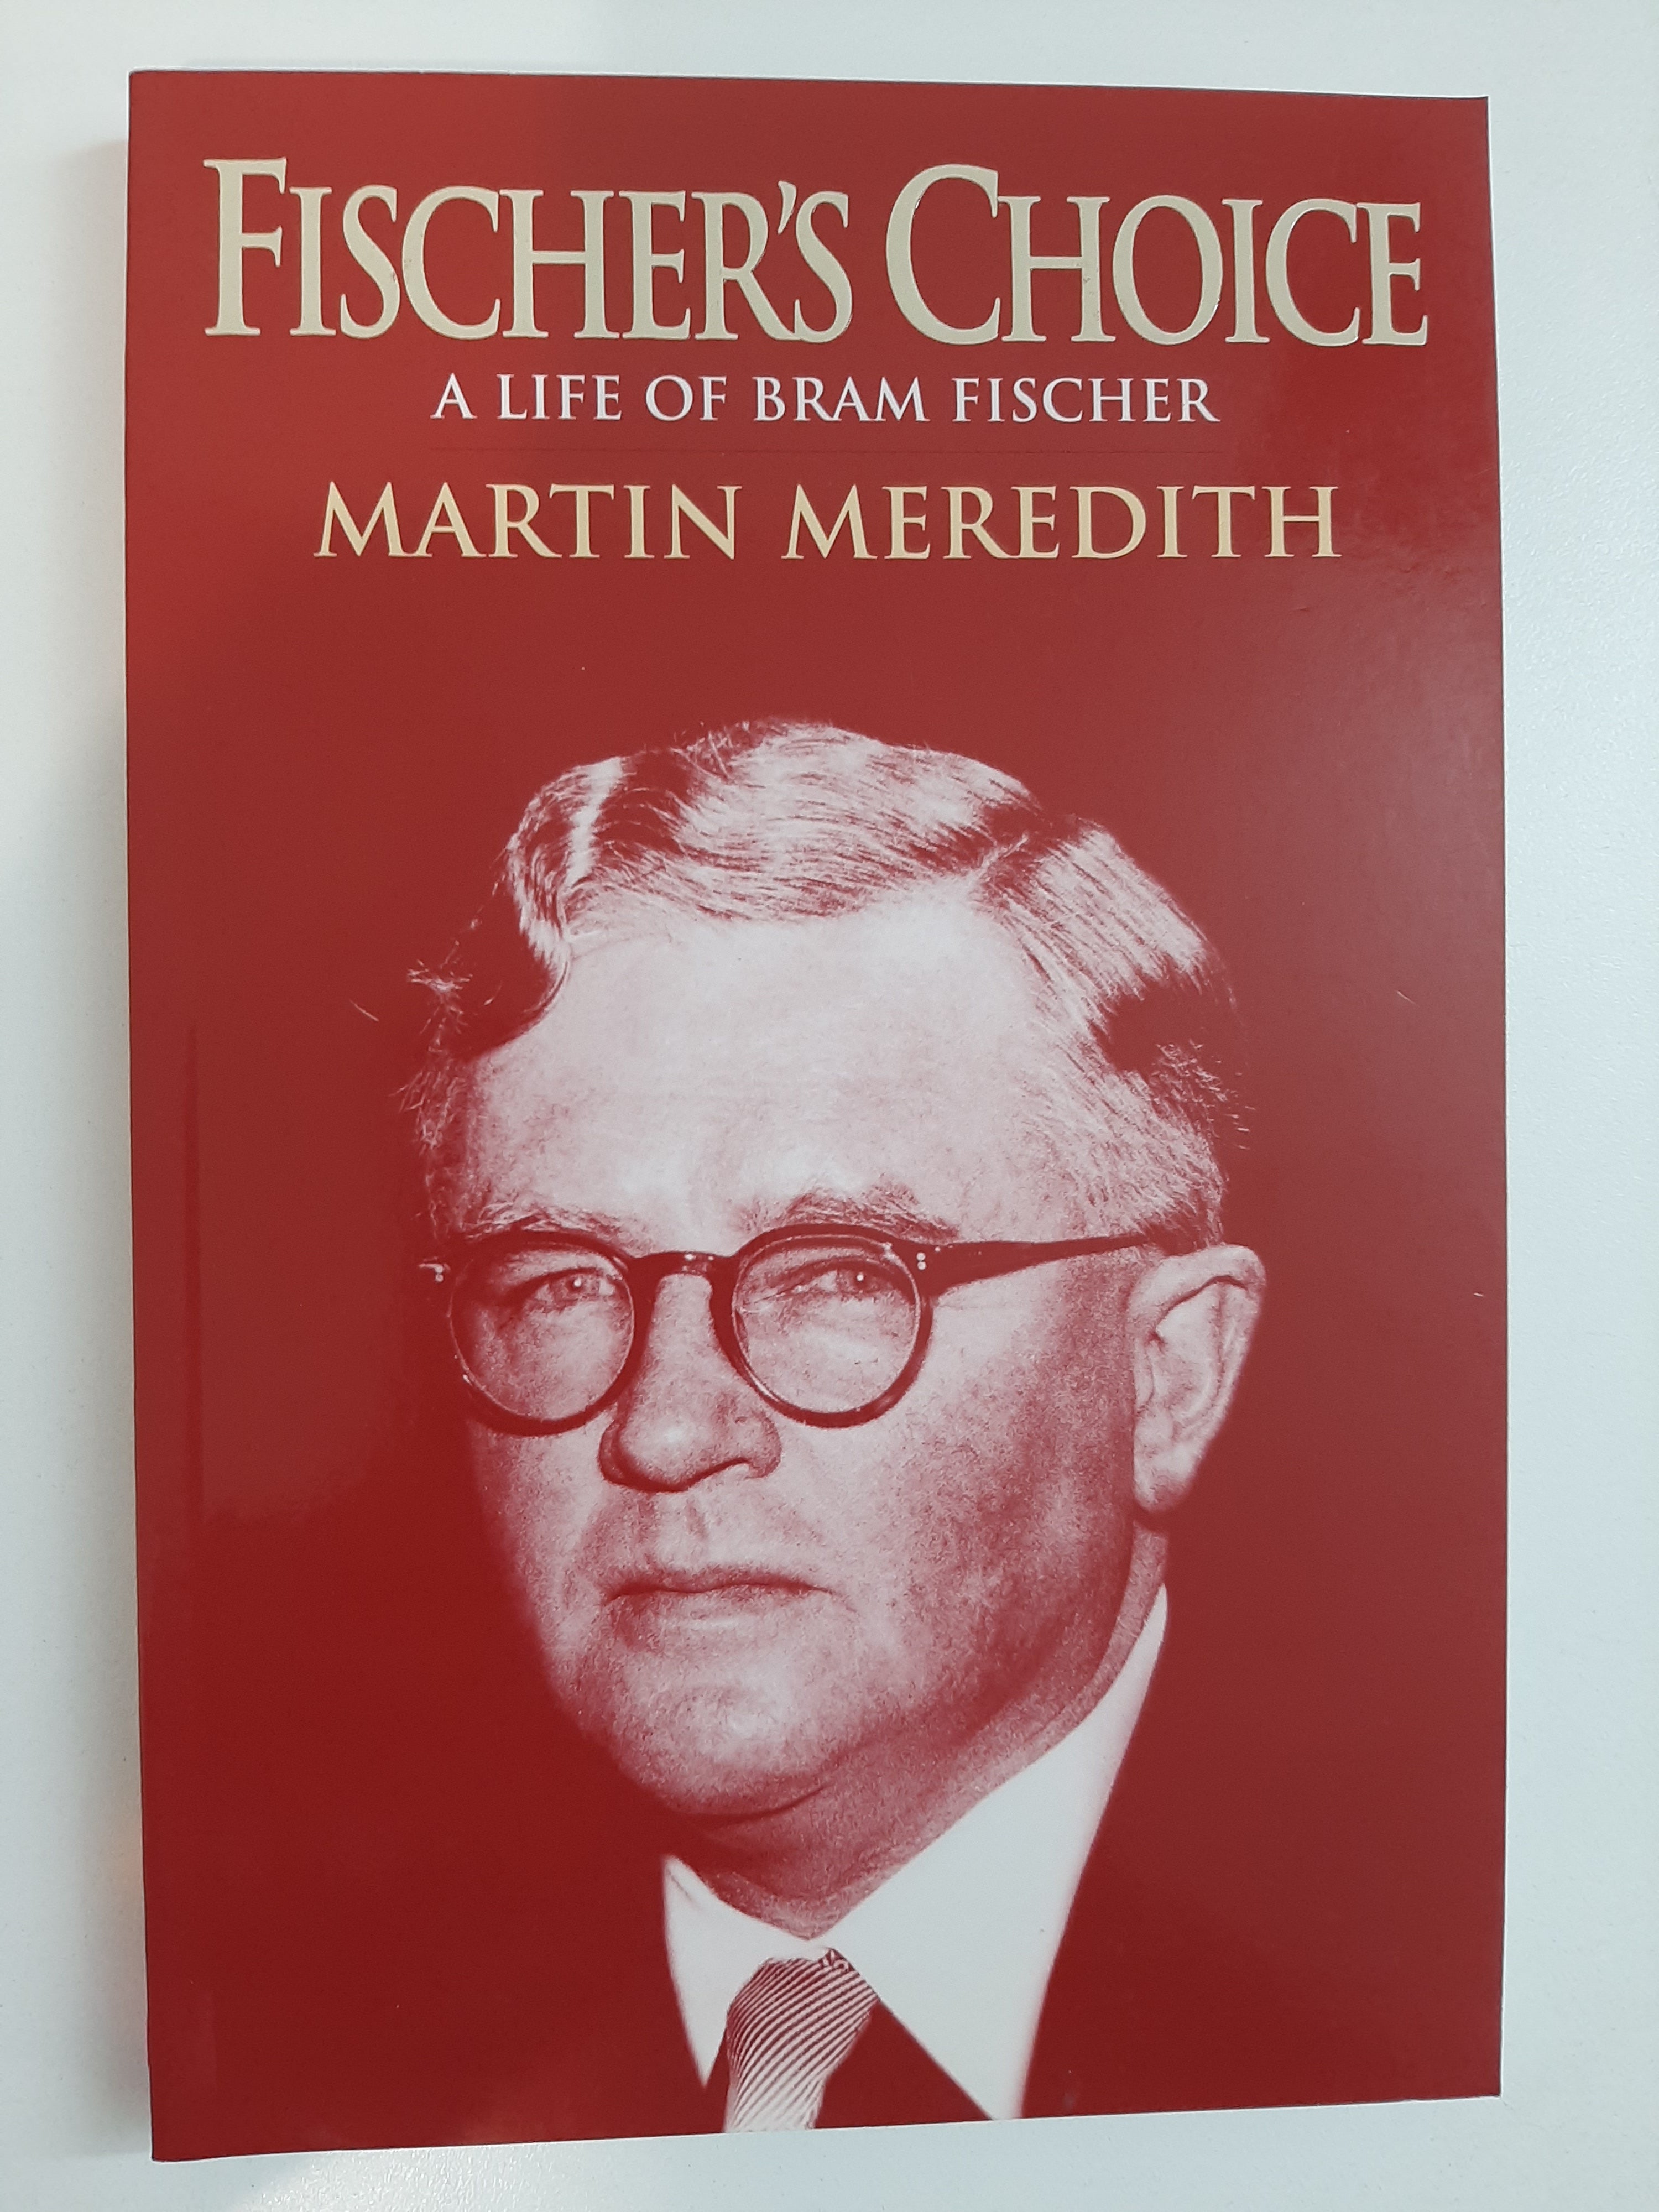 FISCHER'S CHOICE
A LIFE OF BRAM FISCHER
MARTIN MEREDITH